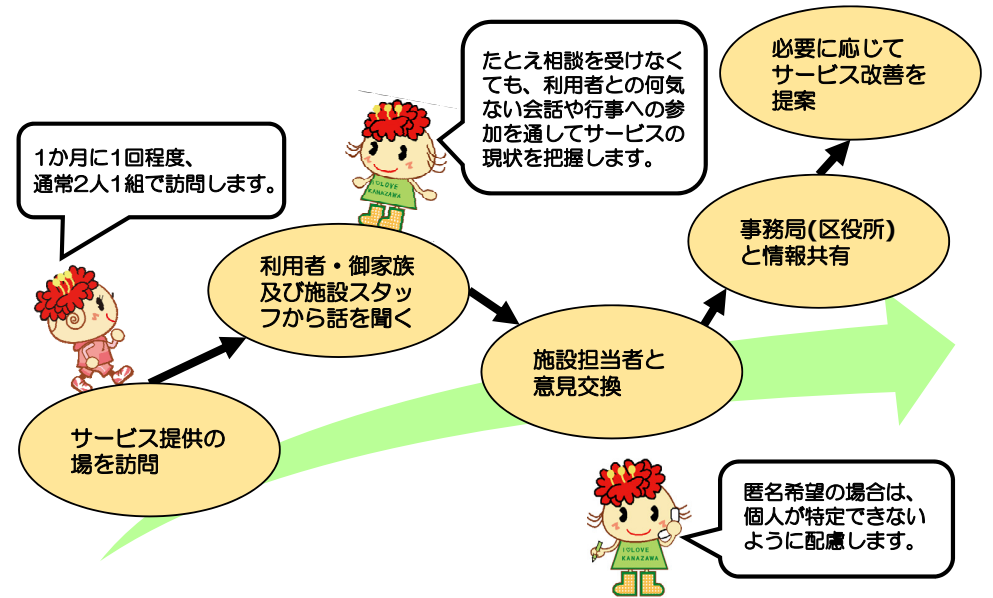 必要に応じて
サービス改善を
提案
たとえ相談を受けなく
ても、利用者との何気
ない会話や行事への参
加を通してサービスの
現状を把握します。
1か月に1回程度、
通常2人1組で訪問します。
I♡LOVE
KANAZAWA
事務局(区役所)
と情報共有
利用者・御家族
及び施設スタッ
フから話を聞く
施設担当者と
意見交換
サービス提供の
場を訪問
匿名希望の場合は、
個人が特定できない
ように配慮します。
I♡LOVE
KANAZAWA